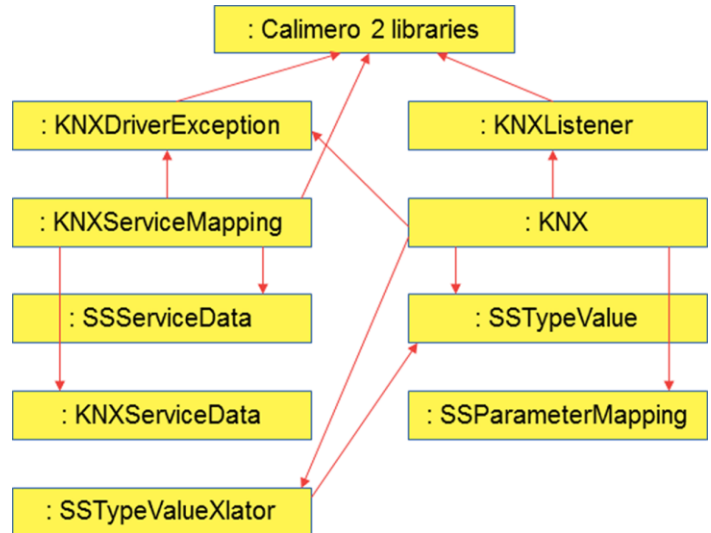 : Calimero 2 libraries
: KNXDriverException
: KNXListener
: KNXServiceMapping
: KNX
: SSServiceData
: SSTypeValue
: KNXServiceData
: SSParameterMapping
: SSTypeValueXlator